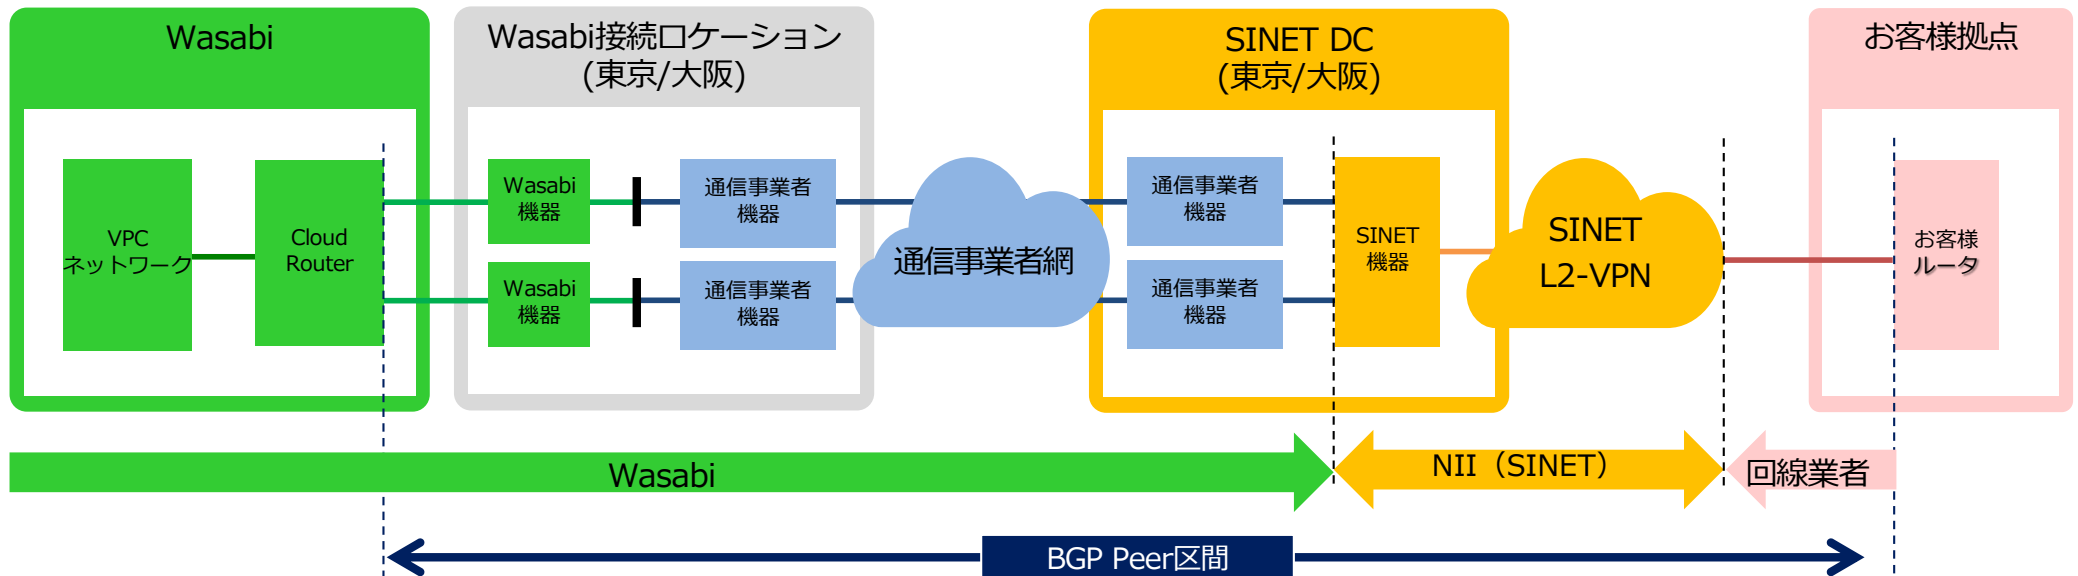 Wasabi
Wasabi接続ロケーション
(東京/大阪)
SINET DC
(東京/大阪)
お客様拠点
VPC
ネットワーク
Cloud
Router
Wasabi
機器
Wasabi
機器
通信事業者
機器
通信事業者
機器
通信事業者網
通信事業者
機器
通信事業者
機器
SINET
機器
SINET
L2-VPN
お客様
ルータ
Wasabi
NII（SINET）
回線業者
BGP Peer区間